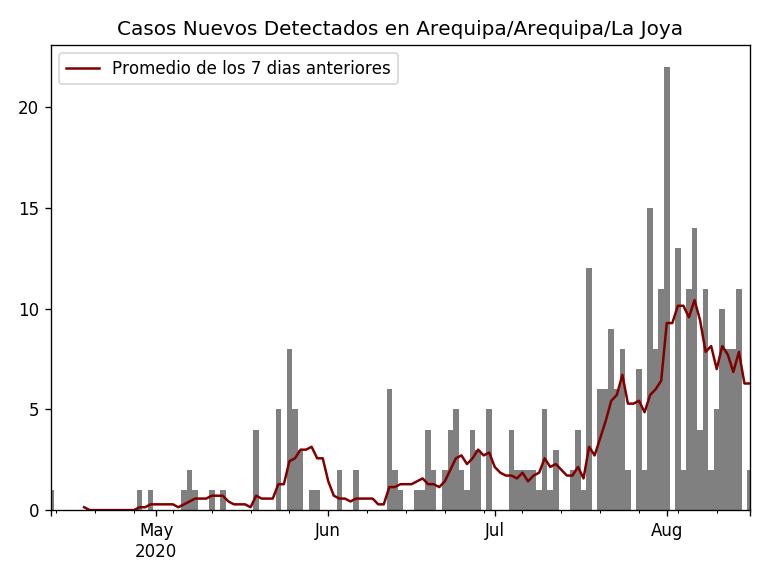 Casos Nuevos Detectados en Arequipa/Arequipa/La Joya
Promedio de los 7 dias anteriores
20
15
10
5
0
May
2020
Jun
Jul
Aug